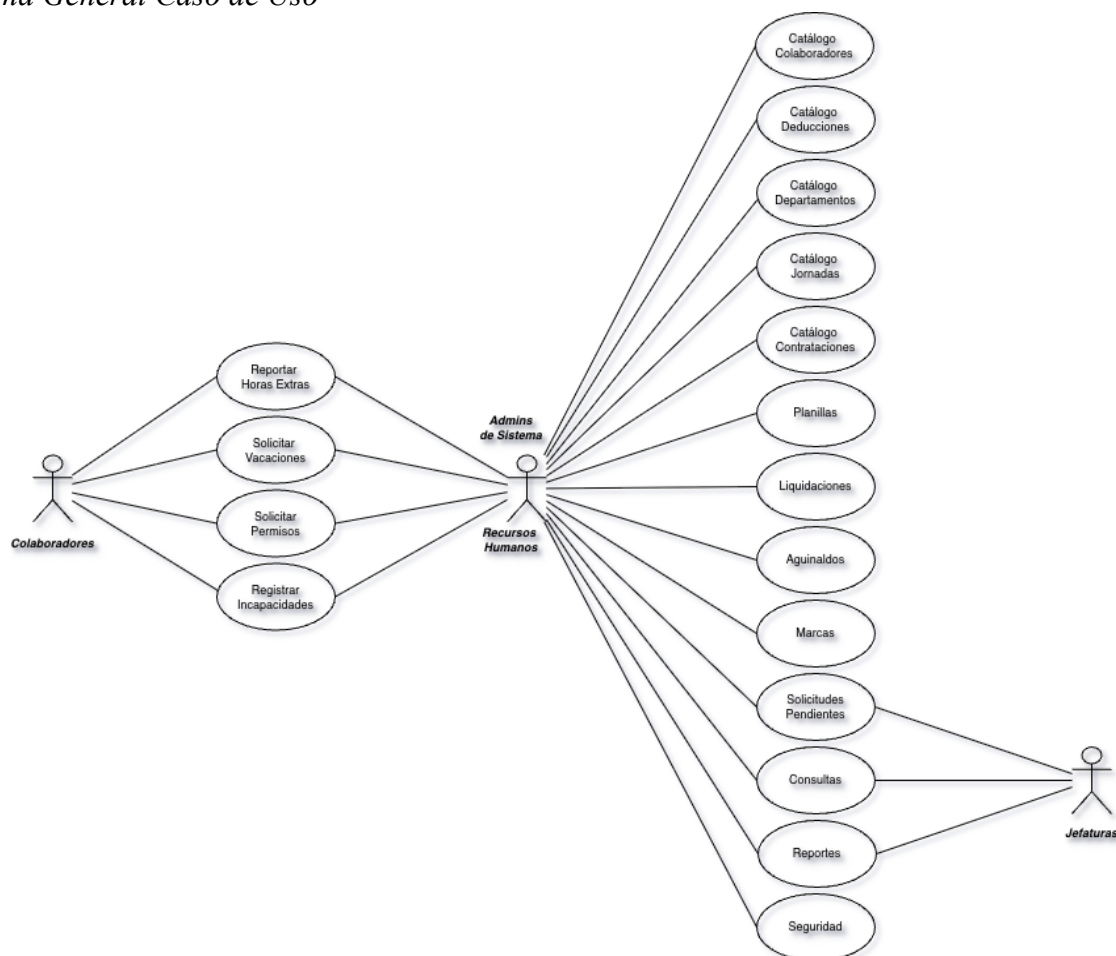 General Caso de Uso
Catálogo
Colaboradores
Catálogo
Deducciones
Catálogo
Departamentos
Catálogo
Jornadas
Catálogo
Contrataciones
Planillas
Liquidaciones
Aguinaldos
Marcas
Solicitudes
Pendientes
Consultas
Reportes
Seguridad
Reportar
Horas Extras
Solicitar
Vacaciones
Solicitar
Permisos
Registrar
Incapacidades
Colaboradores
Admins
de Sistema
Recursos
Humanos
Jefaturas